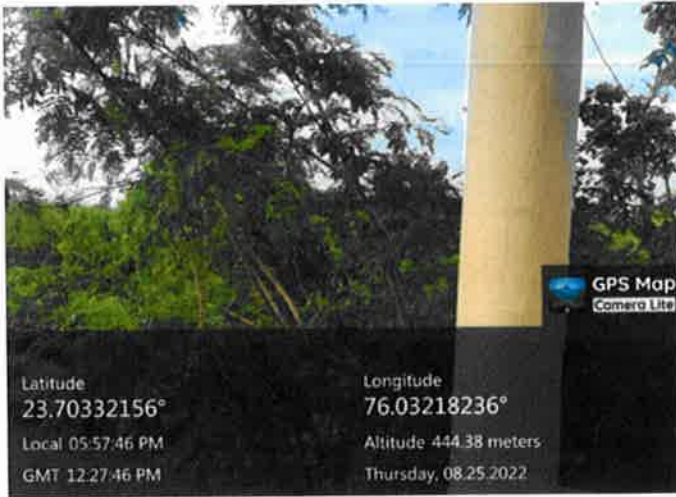 GPS Map
Camera Lite
Latitude
23.70332156°
Local 05:57:46 PM
GMT 12:27:46 PM
Longitude
76.03218236°
Altitude 444.38 meters
Thursday, 08.25.2022